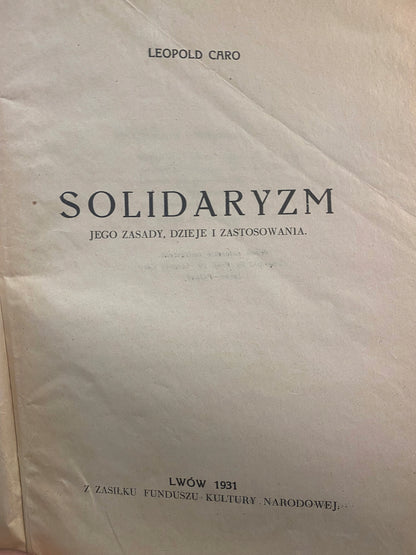 LEOPOLD CARO
SOLIDARYZM
JEGO ZASADY, DZIEJE I ZASTOSOWANIA.
LWÓW 1931
Z ZASIŁKU FUNDUSZU KULTURY NARODOWEJ.